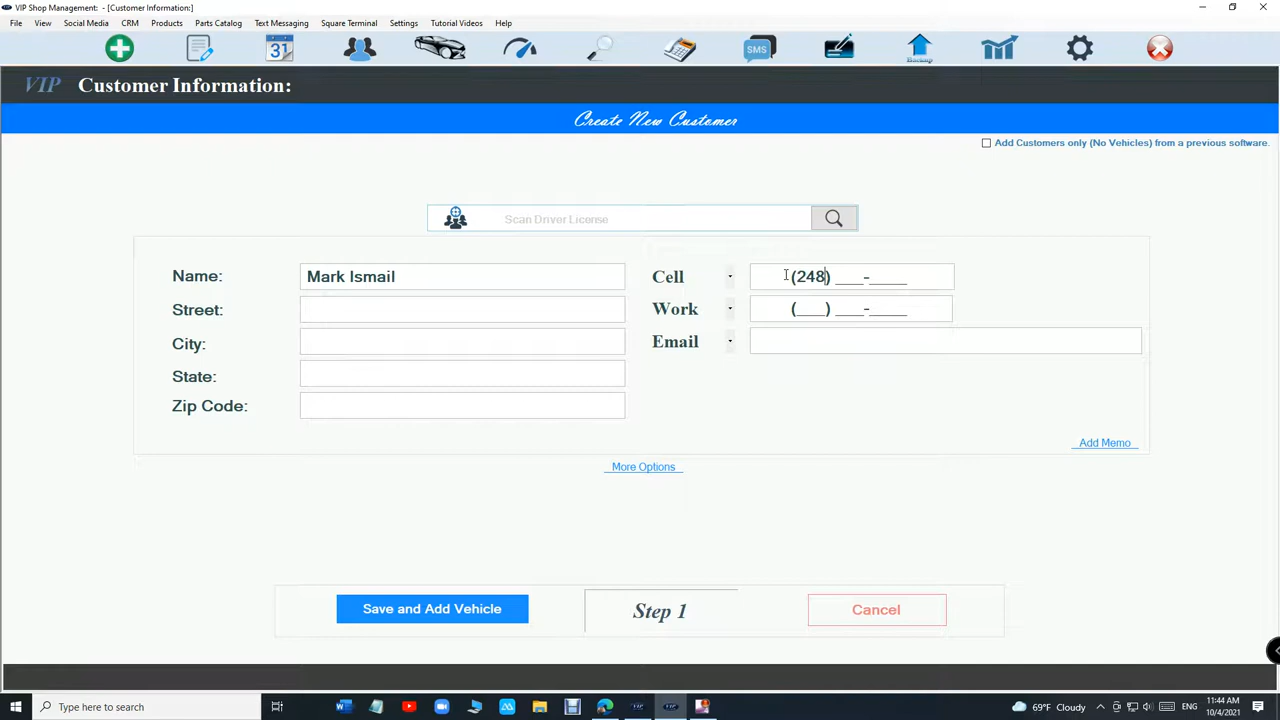 VIP Shop Management: - [Customer Information:]
File View Social Media CRM Products Parts Catalog Text Messaging Square Terminal Settings Tutorial Videos Help
31 SMS Backup
VIP Customer Information:
Create New Customer
Add Customers only (No Vehicles) from a previous software.
Scan Driver License
Name: Mark Ismail Cell (248) ___-____
Street: Work (___) ___-____
City: Email
State:
Zip Code:
Add Memo
More Options
Save and Add Vehicle Step 1 Cancel
Type here to search 69°F Cloudy ENG 11:44 AM
10/4/2021